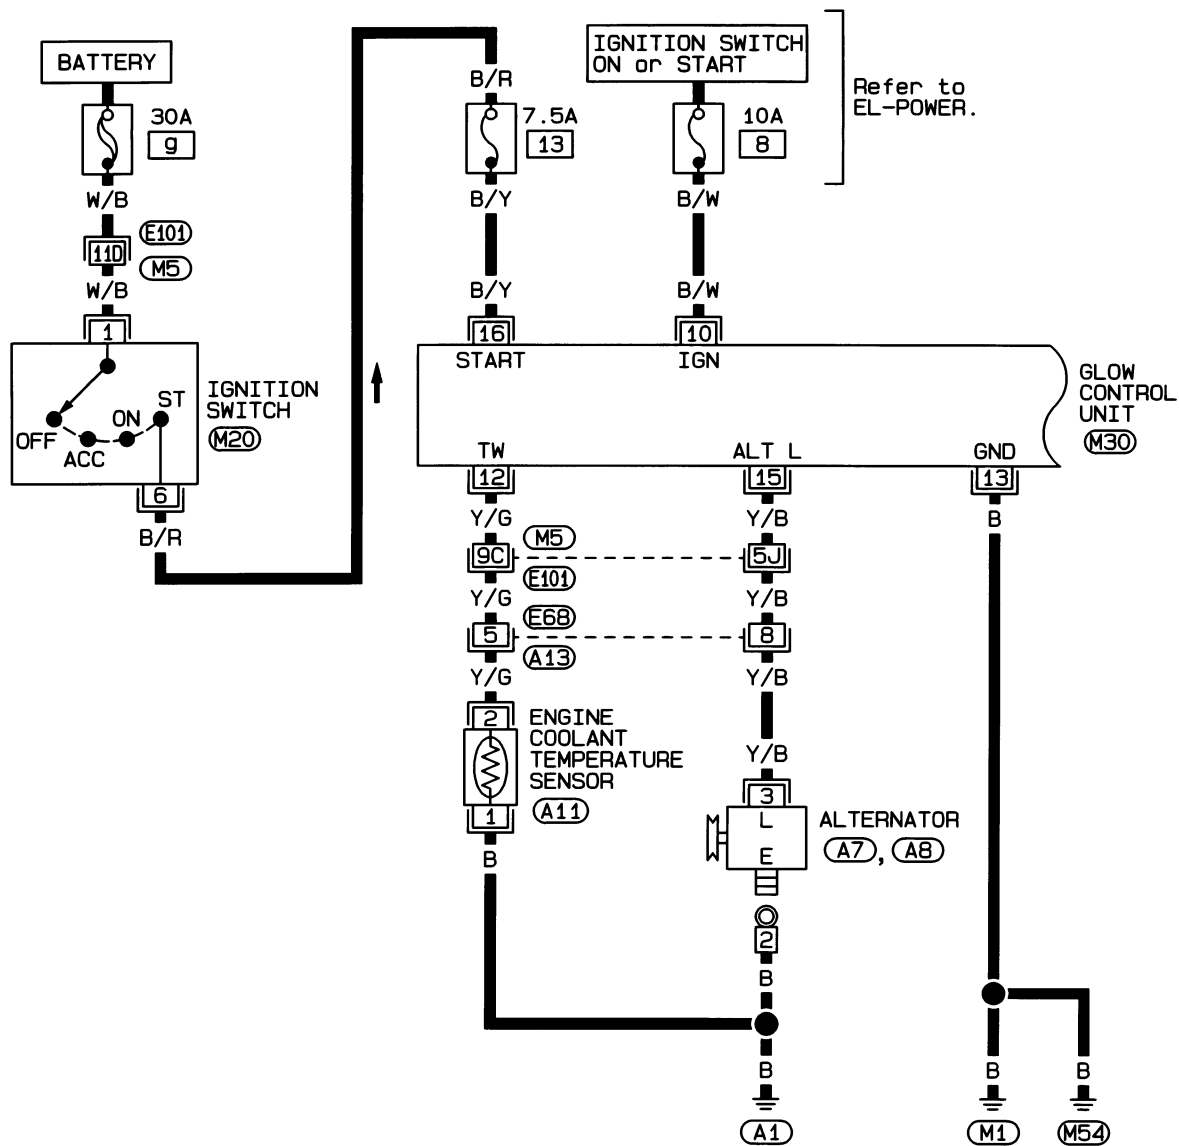 BATTERY
30A
g
W/B
E101
11D
M5
W/B
1
IGNITION
SWITCH
M20
OFF
ACC
ON
ST
6
B/R
B/R
7.5A
13
B/Y
B/Y
16
START
IGNITION SWITCH
ON or START
10A
8
B/W
B/W
10
IGN
Refer to
EL-POWER.
GLOW
CONTROL
UNIT
M30
TW
12
Y/G
M5
9C
E101
Y/G
E68
5
A13
Y/G
2
ENGINE
COOLANT
TEMPERATURE
SENSOR
A11
1
B
ALT L
15
Y/B
5J
Y/B
8
Y/B
Y/B
3
L
E
ALTERNATOR
A7, A8
2
B
B
A1
GND
13
B
B
M1
B
M54